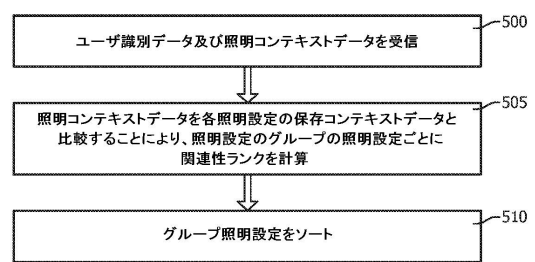 ユーザ識別データ及び照明コンテキストデータを受信
500
照明コンテキストデータを各照明設定の保存コンテキストデータと
比較することにより、照明設定のグループの照明設定ごとに
関連性ランクを計算
505
グループ照明設定をソート
510